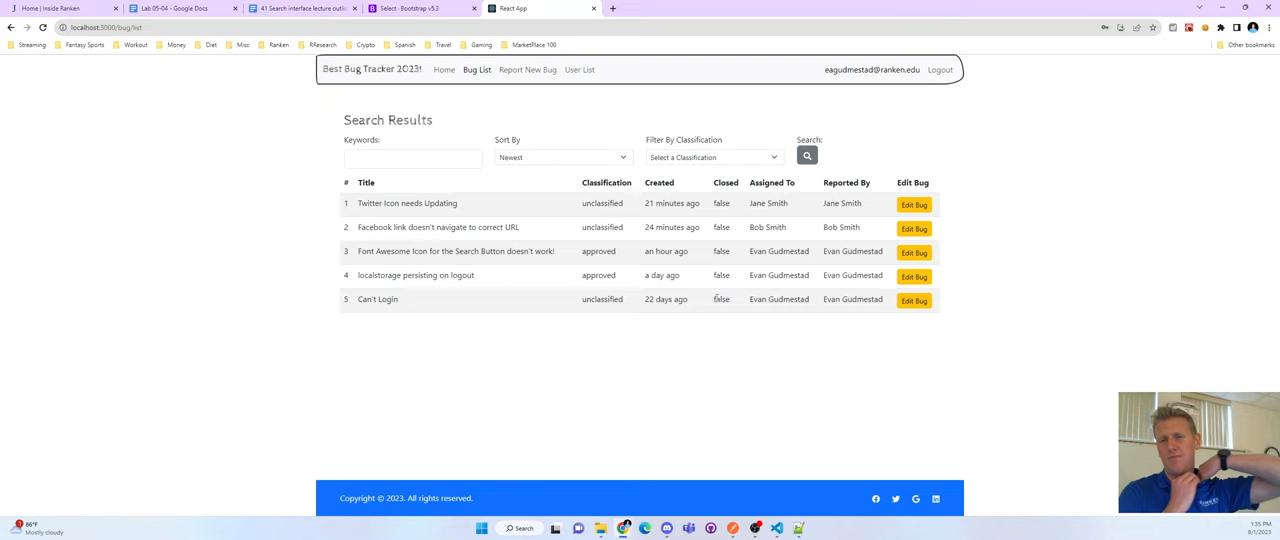 Home | Inside Ranken
Lab 05-04 - Google Docs
41 Search interface lecture outli
Select · Bootstrap v5.3
React App
localhost:3000/bug/list
Streaming
Fantasy Sports
Workout
Money
Diet
Misc
Ranken
RResearch
Crypto
Spanish
Travel
Gaming
MarketPlace 100
Other bookmarks
Best Bug Tracker 2023! Home Bug List Report New Bug User List eagudmestad@ranken.edu Logout
Search Results
Keywords: Sort By Filter By Classification Search:
Newest Select a Classification
# Title Classification Created Closed Assigned To Reported By Edit Bug
1 Twitter Icon needs Updating unclassified 21 minutes ago false Jane Smith Jane Smith Edit Bug
2 Facebook link doesn't navigate to correct URL unclassified 24 minutes ago false Bob Smith Bob Smith Edit Bug
3 Font Awesome Icon for the Search Button doesn't work! approved an hour ago false Evan Gudmestad Evan Gudmestad Edit Bug
4 localstorage persisting on logout approved a day ago false Evan Gudmestad Evan Gudmestad Edit Bug
5 Can't Login unclassified 22 days ago false Evan Gudmestad Evan Gudmestad Edit Bug
Copyright © 2023. All rights reserved.
86°F
Mostly cloudy
Search
1:35 PM
8/1/2023